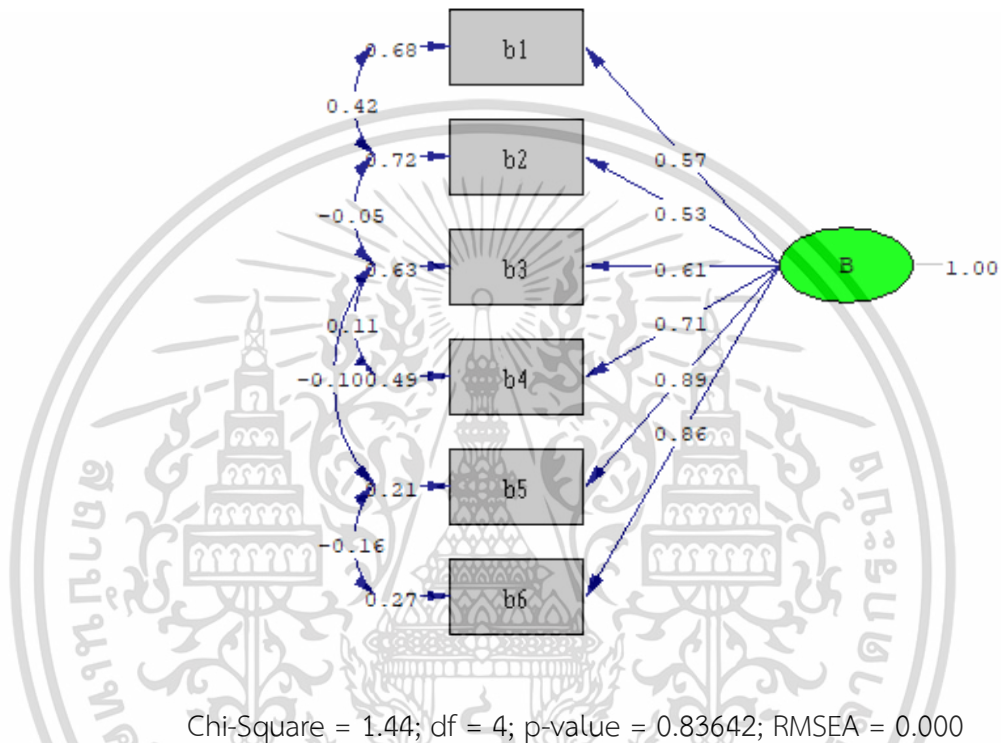 0.68 b1
0.42
0.57
0.72 b2
0.53
-0.05
0.63 b3 0.61 B 1.00
0.11
0.71
-0.10 0.49 b4
0.89
0.86
0.21 b5
-0.16
0.27 b6
Chi-Square = 1.44; df = 4; p-value = 0.83642; RMSEA = 0.000